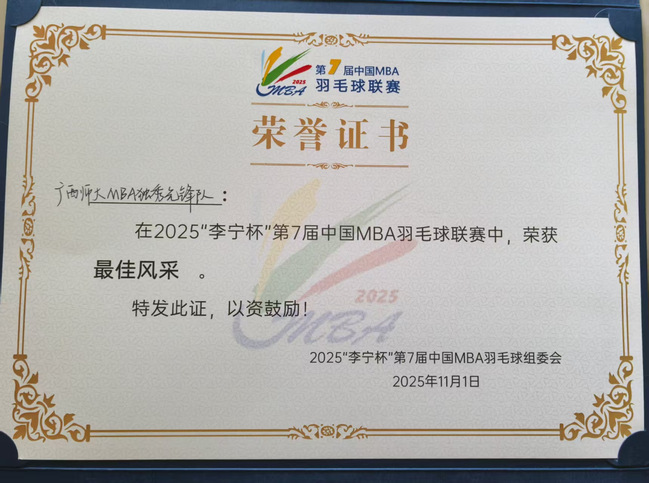 第7届中国MBA
2025 羽毛球联赛
MBA
荣誉证书
广西师大MBA独秀先锋队：
在2025“李宁杯”第7届中国MBA羽毛球联赛中，荣获
最佳风采 。
特发此证，以资鼓励！
2025
MBA
2025“李宁杯”第7届中国MBA羽毛球组委会
2025年11月1日